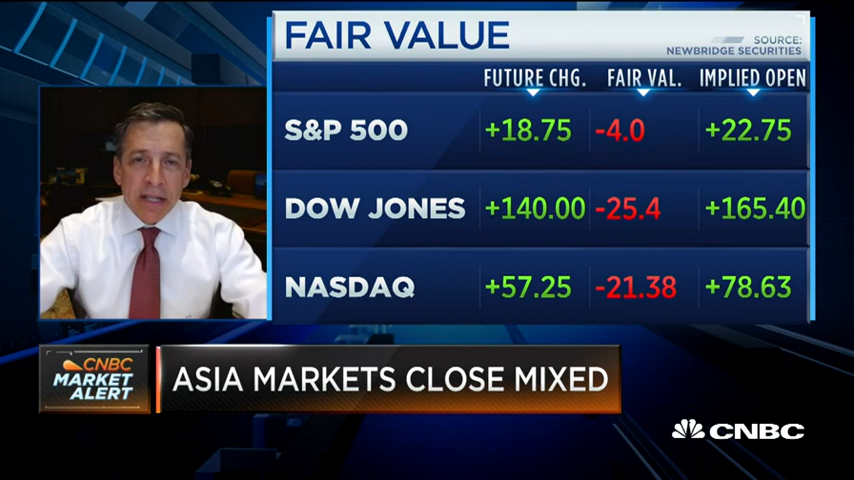 FAIR VALUE
SOURCE:
NEWBRIDGE SECURITIES
FUTURE CHG. FAIR VAL. IMPLIED OPEN
S&P 500 +18.75 -4.0 +22.75
DOW JONES +140.00 -25.4 +165.40
NASDAQ +57.25 -21.38 +78.63
CNBC
MARKET
ALERT
ASIA MARKETS CLOSE MIXED
CNBC